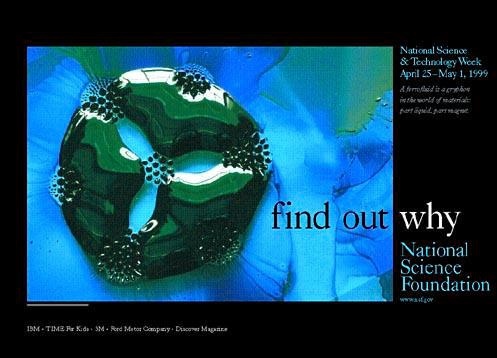 National Science
& Technology Week
April 25–May 1, 1999
A ferrofluid is a gryphon
in the world of materials:
part liquid, part magnet.
find out why
National
Science
Foundation
www.nsf.gov
IBM • TIME For Kids • 3M • Ford Motor Company • Discover Magazine